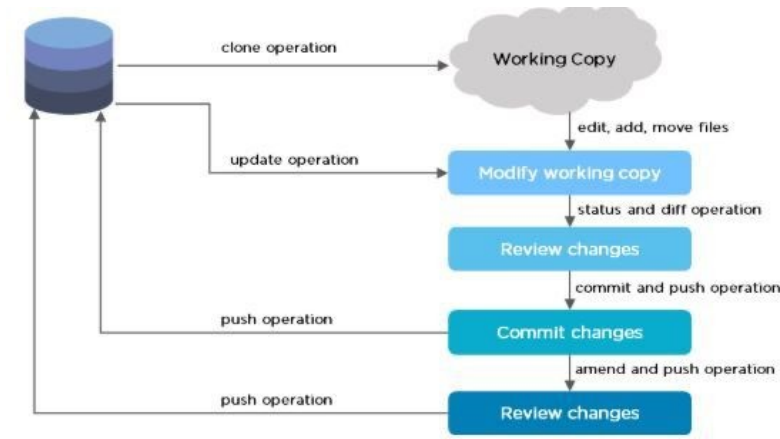 clone operation
Working Copy
edit, add, move files
update operation
Modify working copy
status and diff operation
Review changes
commit and push operation
push operation
Commit changes
amend and push operation
push operation
Review changes